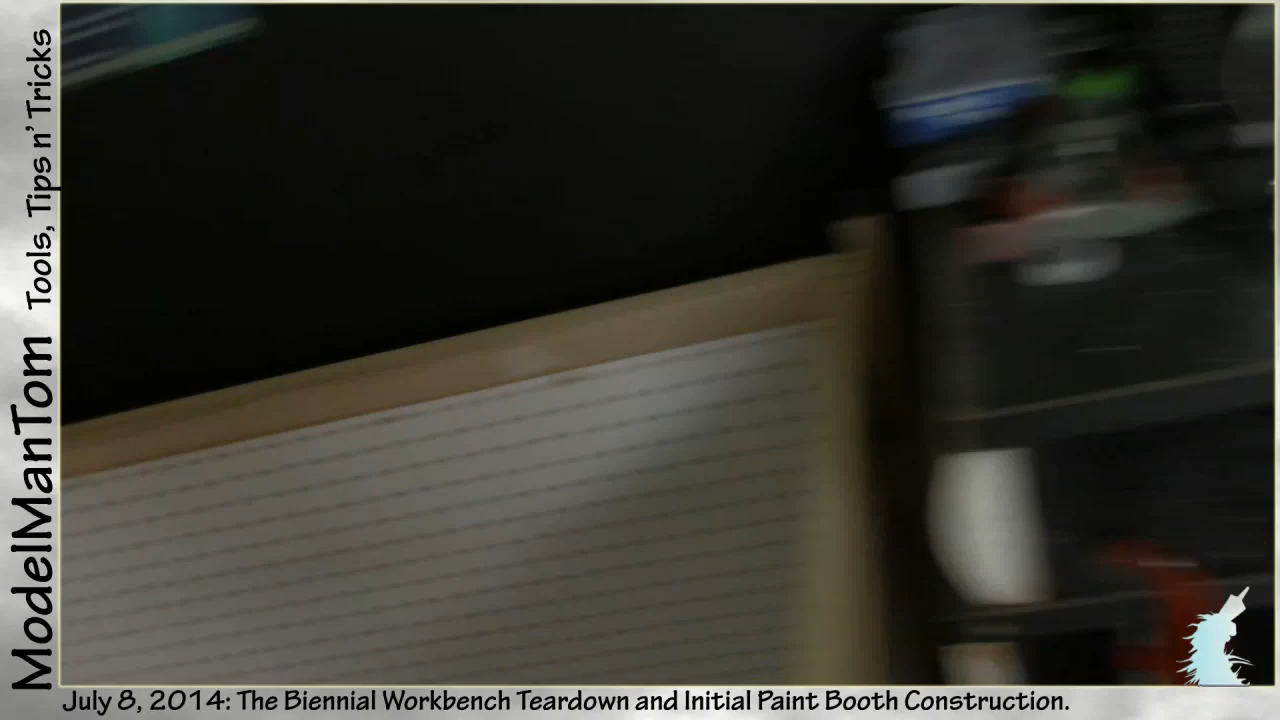 ModelManTom Tools, Tips n' Tricks
July 8, 2014: The Biennial Workbench Teardown and Initial Paint Booth Construction.